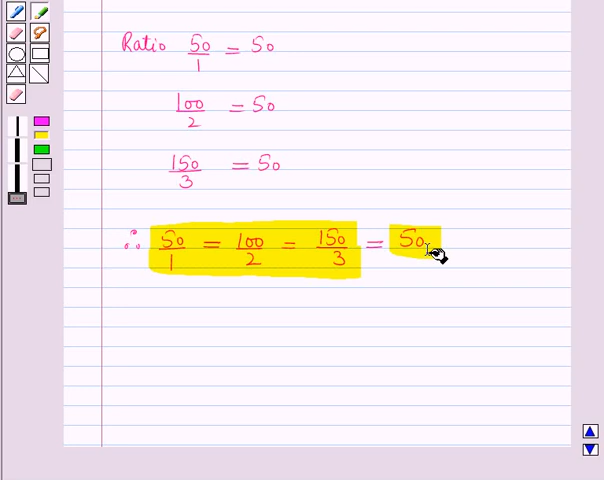 Ratio 50/1 = 50
100/2 = 50
150/3 = 50
∴ 50/1 = 100/2 = 150/3 = 50